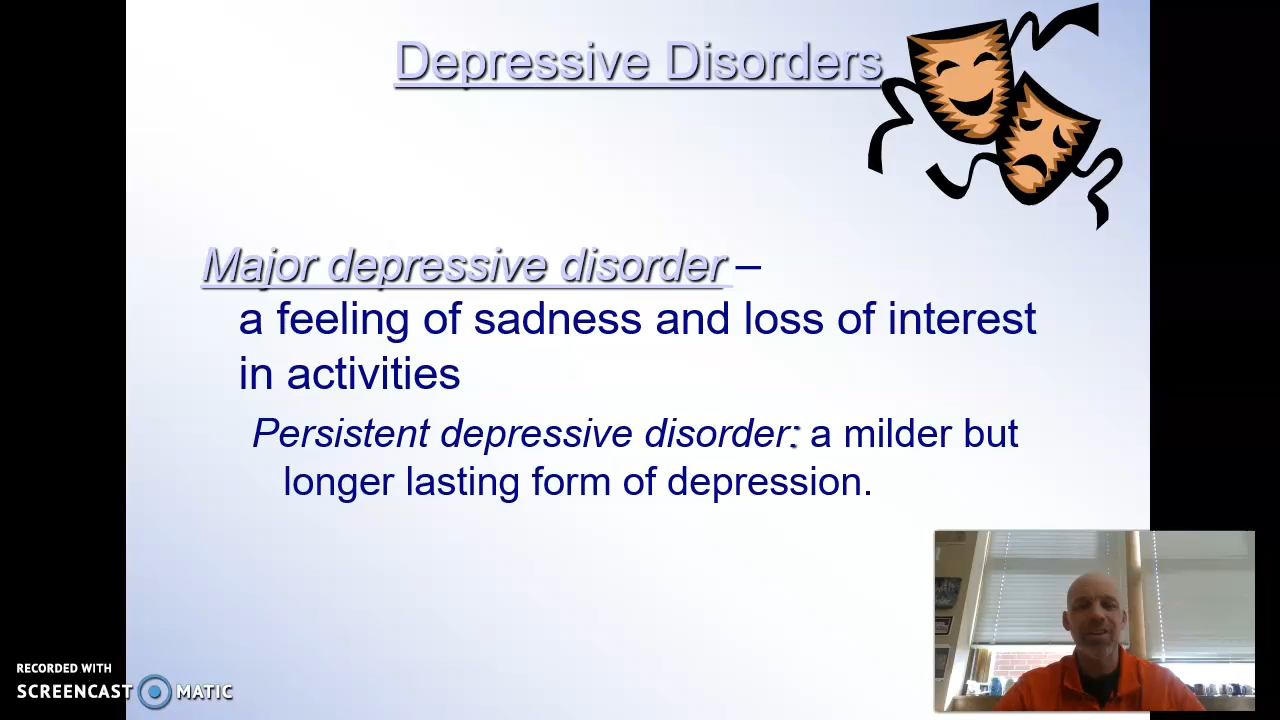 Depressive Disorders
Major depressive disorder –
a feeling of sadness and loss of interest
in activities
Persistent depressive disorder: a milder but
longer lasting form of depression.
RECORDED WITH
SCREENCAST MATIC